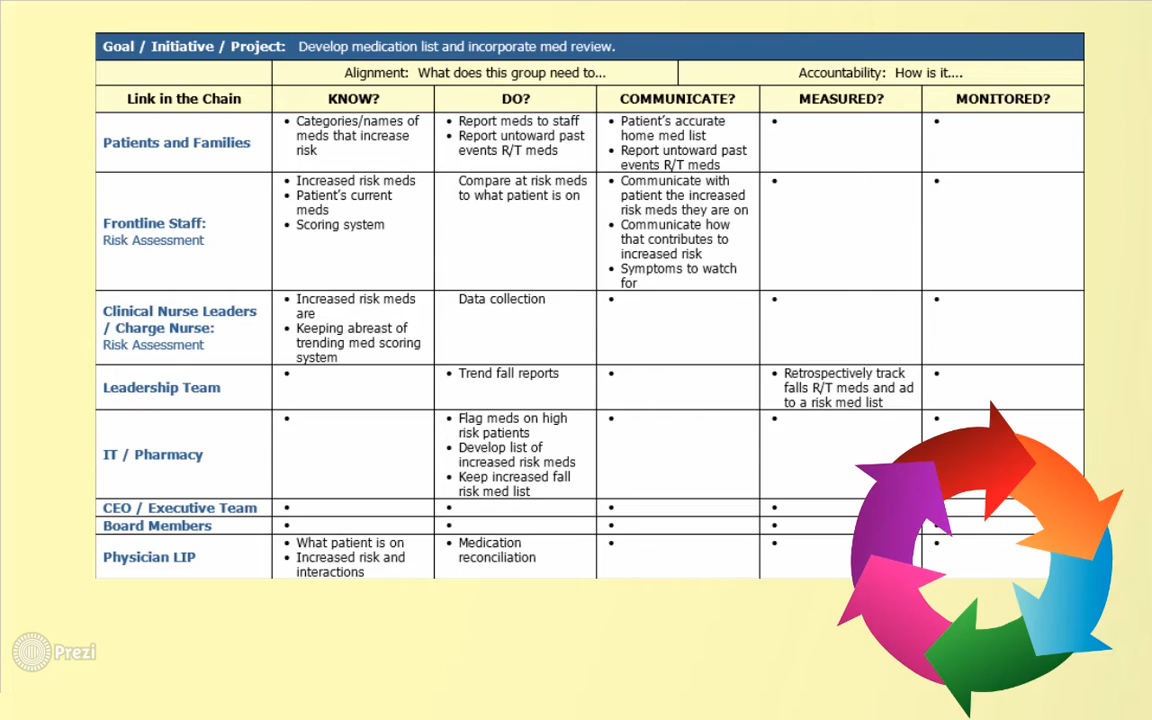 Goal / Initiative / Project: Develop medication list and incorporate med review.
Alignment: What does this group need to... Accountability: How is it....
Link in the Chain KNOW? DO? COMMUNICATE? MEASURED? MONITORED?
Patients and Families
• Categories/names of
meds that increase
risk
• Report meds to staff
• Report untoward past
events R/T meds
• Patient's accurate
home med list
• Report untoward past
events R/T meds
•
•
Frontline Staff:
Risk Assessment
• Increased risk meds
• Patient's current
meds
• Scoring system
Compare at risk meds
to what patient is on
• Communicate with
patient the increased
risk meds they are on
• Communicate how
that contributes to
increased risk
• Symptoms to watch
for
•
•
Clinical Nurse Leaders
/ Charge Nurse:
Risk Assessment
• Increased risk meds
are
• Keeping abreast of
trending med scoring
system
Data collection
•
•
•
Leadership Team
•
• Trend fall reports
•
• Retrospectively track
falls R/T meds and ad
to a risk med list
•
IT / Pharmacy
•
• Flag meds on high
risk patients
• Develop list of
increased risk meds
• Keep increased fall
risk med list
•
•
•
CEO / Executive Team
•
•
•
•
•
Board Members
•
•
•
•
•
Physician LIP
• What patient is on
• Increased risk and
interactions
• Medication
reconciliation
•
•
•
Prezi